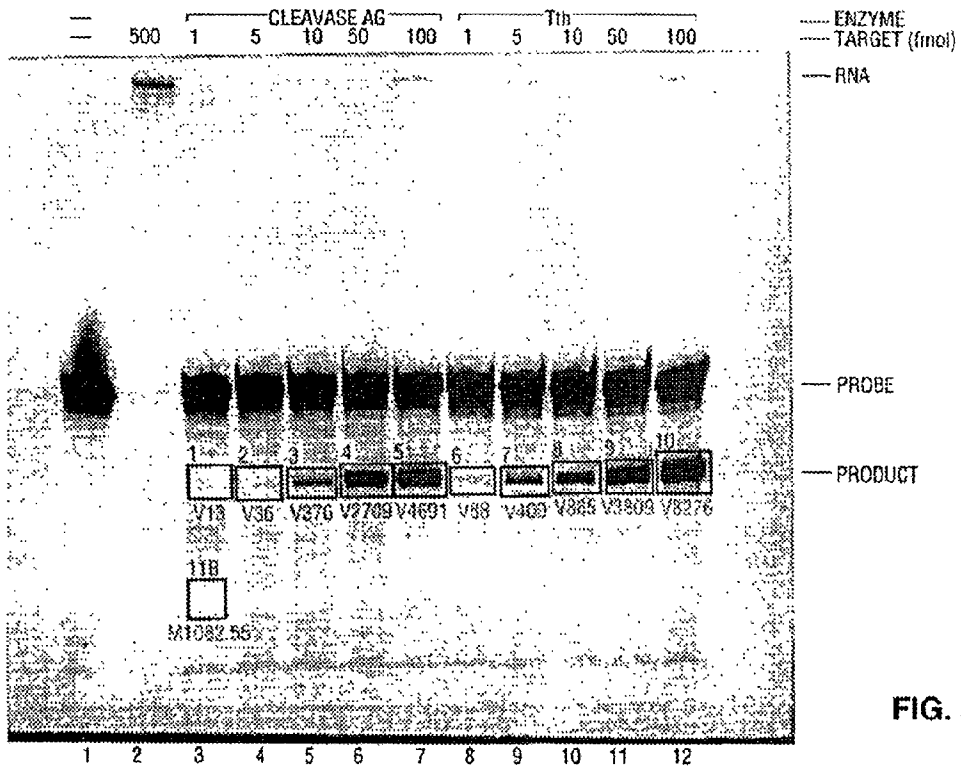 — CLEAVASE AG Tth ENZYME
— 500 1 5 10 50 100 1 5 10 50 100 TARGET (fmol)
RNA
PROBE
1 2 3 4 5 6 7 8 9 10
PRODUCT
V13 V36 V370 V2709 V4691 V88 V400 V865 V3809 V8276
11B
M1082.55
FIG.
1 2 3 4 5 6 7 8 9 10 11 12